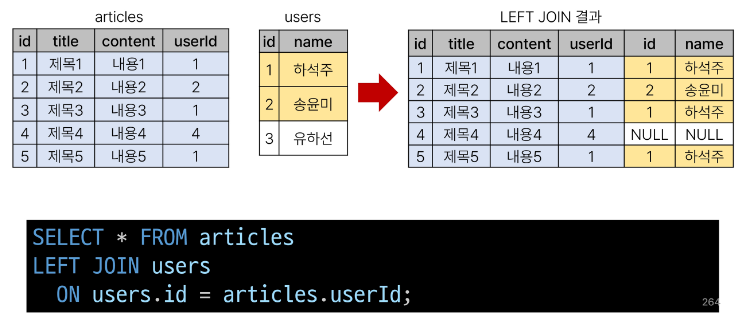 articles
id title content userId
1 제목1 내용1 1
2 제목2 내용2 2
3 제목3 내용3 1
4 제목4 내용4 4
5 제목5 내용5 1
users
id name
1 하석주
2 송윤미
3 유하선
LEFT JOIN 결과
id title content userId id name
1 제목1 내용1 1 1 하석주
2 제목2 내용2 2 2 송윤미
3 제목3 내용3 1 1 하석주
4 제목4 내용4 4 NULL NULL
5 제목5 내용5 1 1 하석주
SELECT * FROM articles
LEFT JOIN users
ON users.id = articles.userId;
264